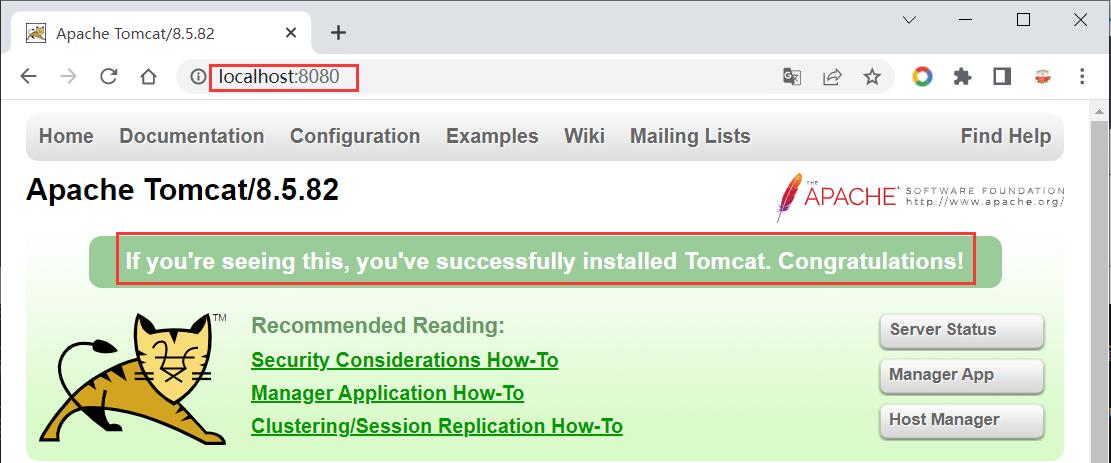 Apache Tomcat/8.5.82
localhost:8080
Home Documentation Configuration Examples Wiki Mailing Lists Find Help
Apache Tomcat/8.5.82
THE APACHE SOFTWARE FOUNDATION
http://www.apache.org/
If you're seeing this, you've successfully installed Tomcat. Congratulations!
TM
Recommended Reading:
Security Considerations How-To
Manager Application How-To
Clustering/Session Replication How-To
Server Status
Manager App
Host Manager